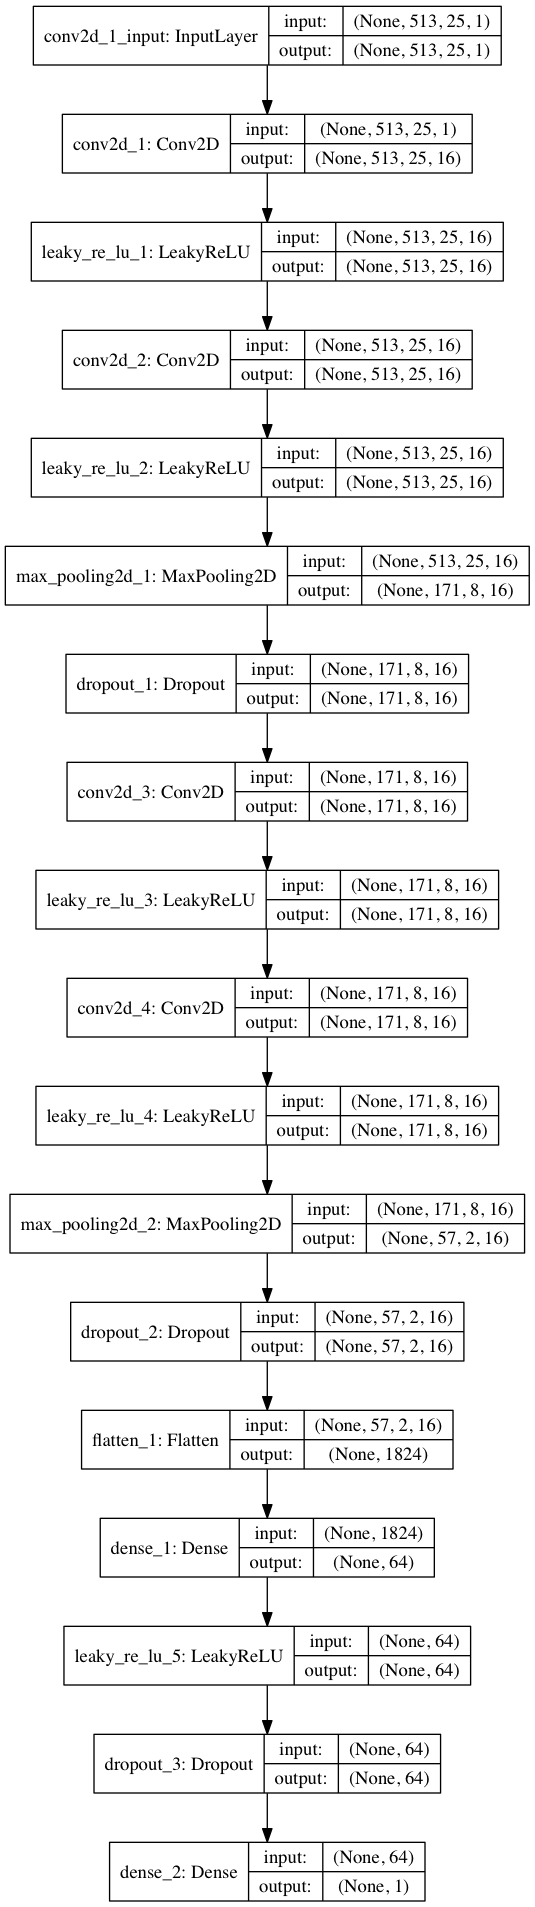 conv2d_1_input: InputLayer
input: (None, 513, 25, 1)
output: (None, 513, 25, 1)
conv2d_1: Conv2D
input: (None, 513, 25, 1)
output: (None, 513, 25, 16)
leaky_re_lu_1: LeakyReLU
input: (None, 513, 25, 16)
output: (None, 513, 25, 16)
conv2d_2: Conv2D
input: (None, 513, 25, 16)
output: (None, 513, 25, 16)
leaky_re_lu_2: LeakyReLU
input: (None, 513, 25, 16)
output: (None, 513, 25, 16)
max_pooling2d_1: MaxPooling2D
input: (None, 513, 25, 16)
output: (None, 171, 8, 16)
dropout_1: Dropout
input: (None, 171, 8, 16)
output: (None, 171, 8, 16)
conv2d_3: Conv2D
input: (None, 171, 8, 16)
output: (None, 171, 8, 16)
leaky_re_lu_3: LeakyReLU
input: (None, 171, 8, 16)
output: (None, 171, 8, 16)
conv2d_4: Conv2D
input: (None, 171, 8, 16)
output: (None, 171, 8, 16)
leaky_re_lu_4: LeakyReLU
input: (None, 171, 8, 16)
output: (None, 171, 8, 16)
max_pooling2d_2: MaxPooling2D
input: (None, 171, 8, 16)
output: (None, 57, 2, 16)
dropout_2: Dropout
input: (None, 57, 2, 16)
output: (None, 57, 2, 16)
flatten_1: Flatten
input: (None, 57, 2, 16)
output: (None, 1824)
dense_1: Dense
input: (None, 1824)
output: (None, 64)
leaky_re_lu_5: LeakyReLU
input: (None, 64)
output: (None, 64)
dropout_3: Dropout
input: (None, 64)
output: (None, 64)
dense_2: Dense
input: (None, 64)
output: (None, 1)